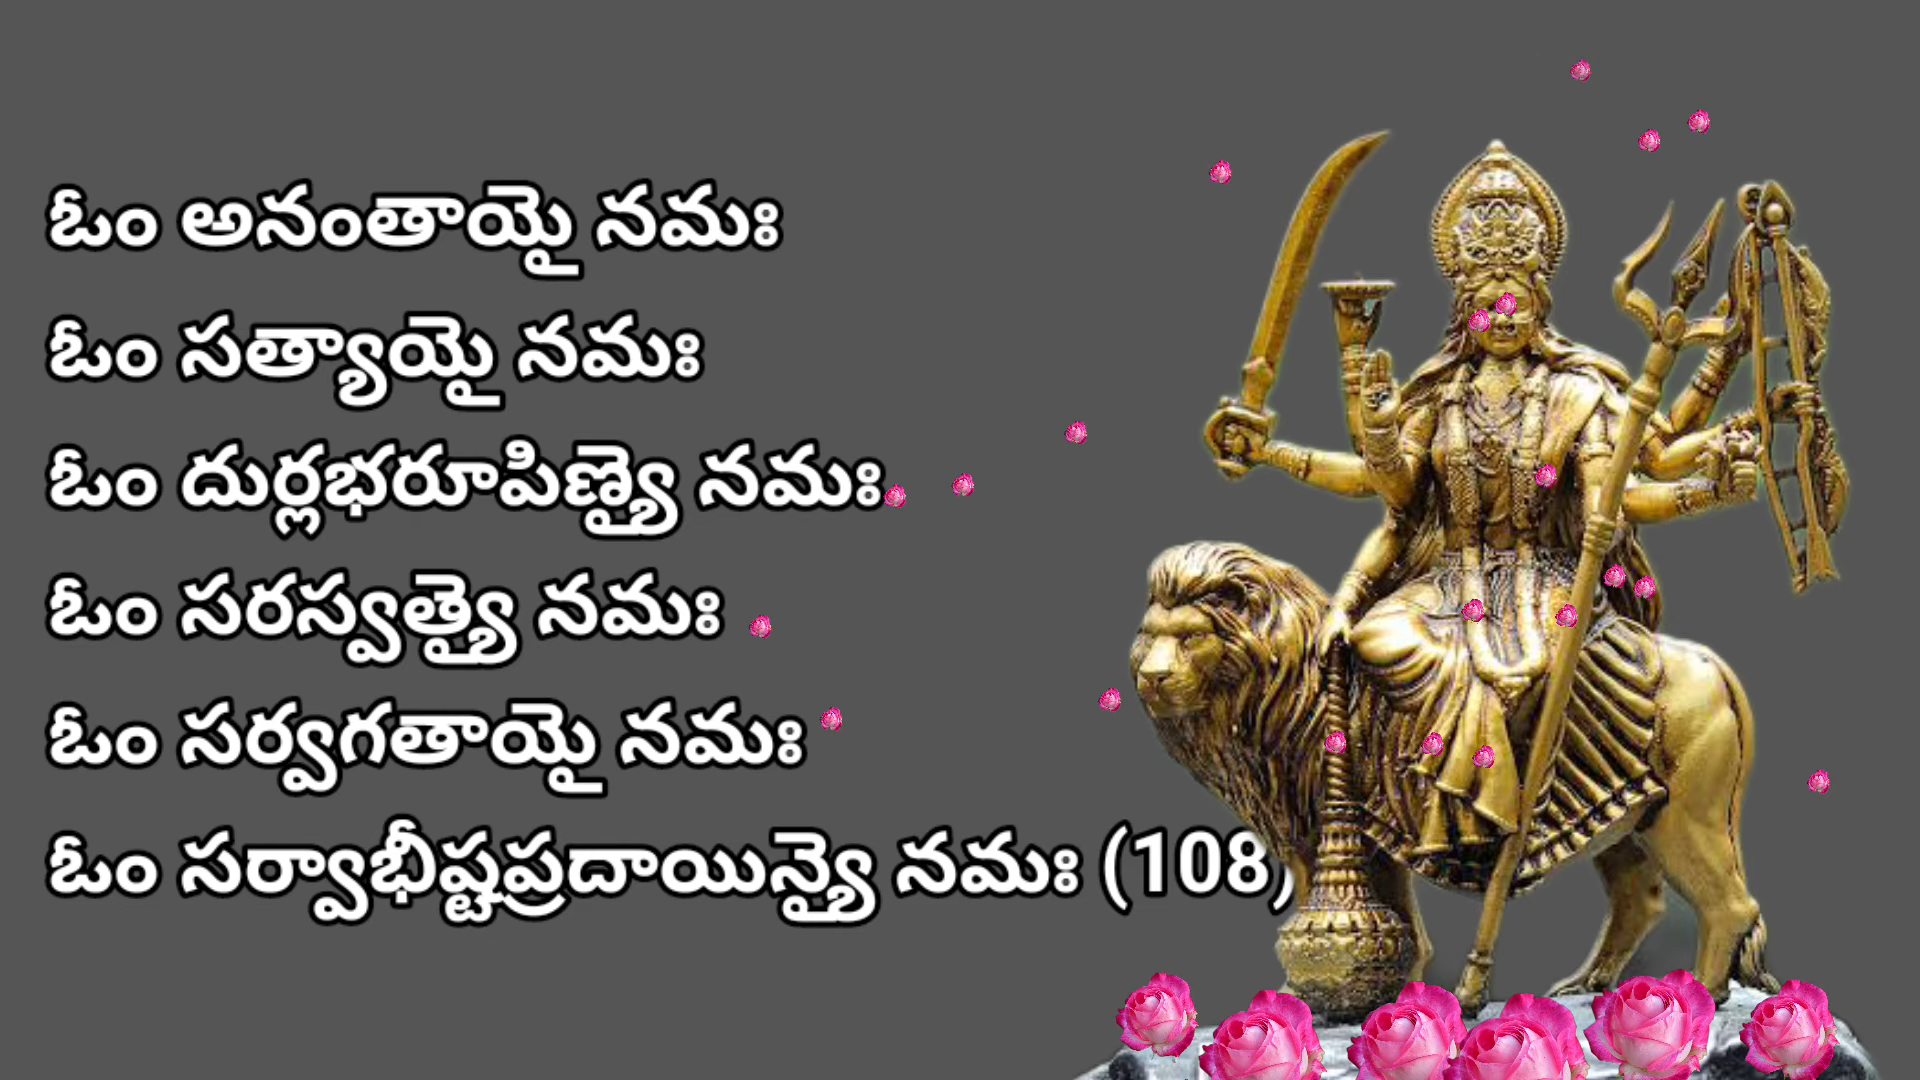 ఓం అనంతాయై నమః
ఓం సత్యాయై నమః
ఓం దుర్లభరూపిణ్యై నమః
ఓం సరస్వత్యై నమః
ఓం సర్వగతాయై నమః
ఓం సర్వాభీష్టప్రదాయిన్యై నమః (108)